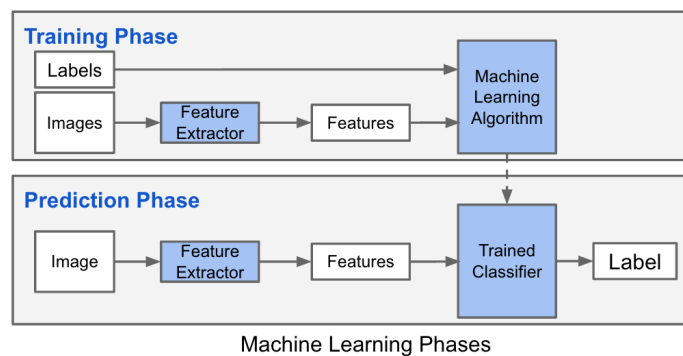 Training Phase
Labels
Images
Feature
Extractor
Features
Machine
Learning
Algorithm
Prediction Phase
Image
Feature
Extractor
Features
Trained
Classifier
Label
Machine Learning Phases